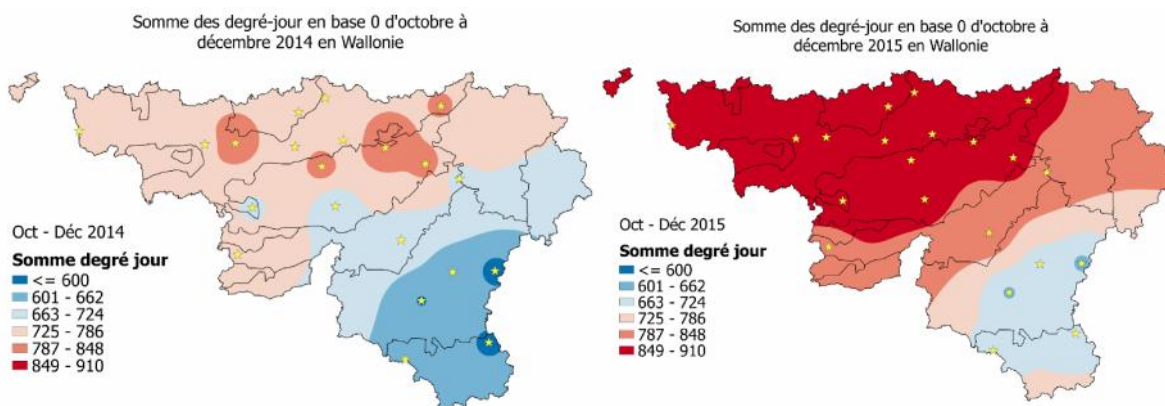 Somme des degré-jour en base 0 d'octobre à
décembre 2014 en Wallonie
Oct - Déc 2014
Somme degré jour
<= 600
601 - 662
663 - 724
725 - 786
787 - 848
849 - 910
Somme des degré-jour en base 0 d'octobre à
décembre 2015 en Wallonie
Oct - Déc 2015
Somme degré jour
<= 600
601 - 662
663 - 724
725 - 786
787 - 848
849 - 910